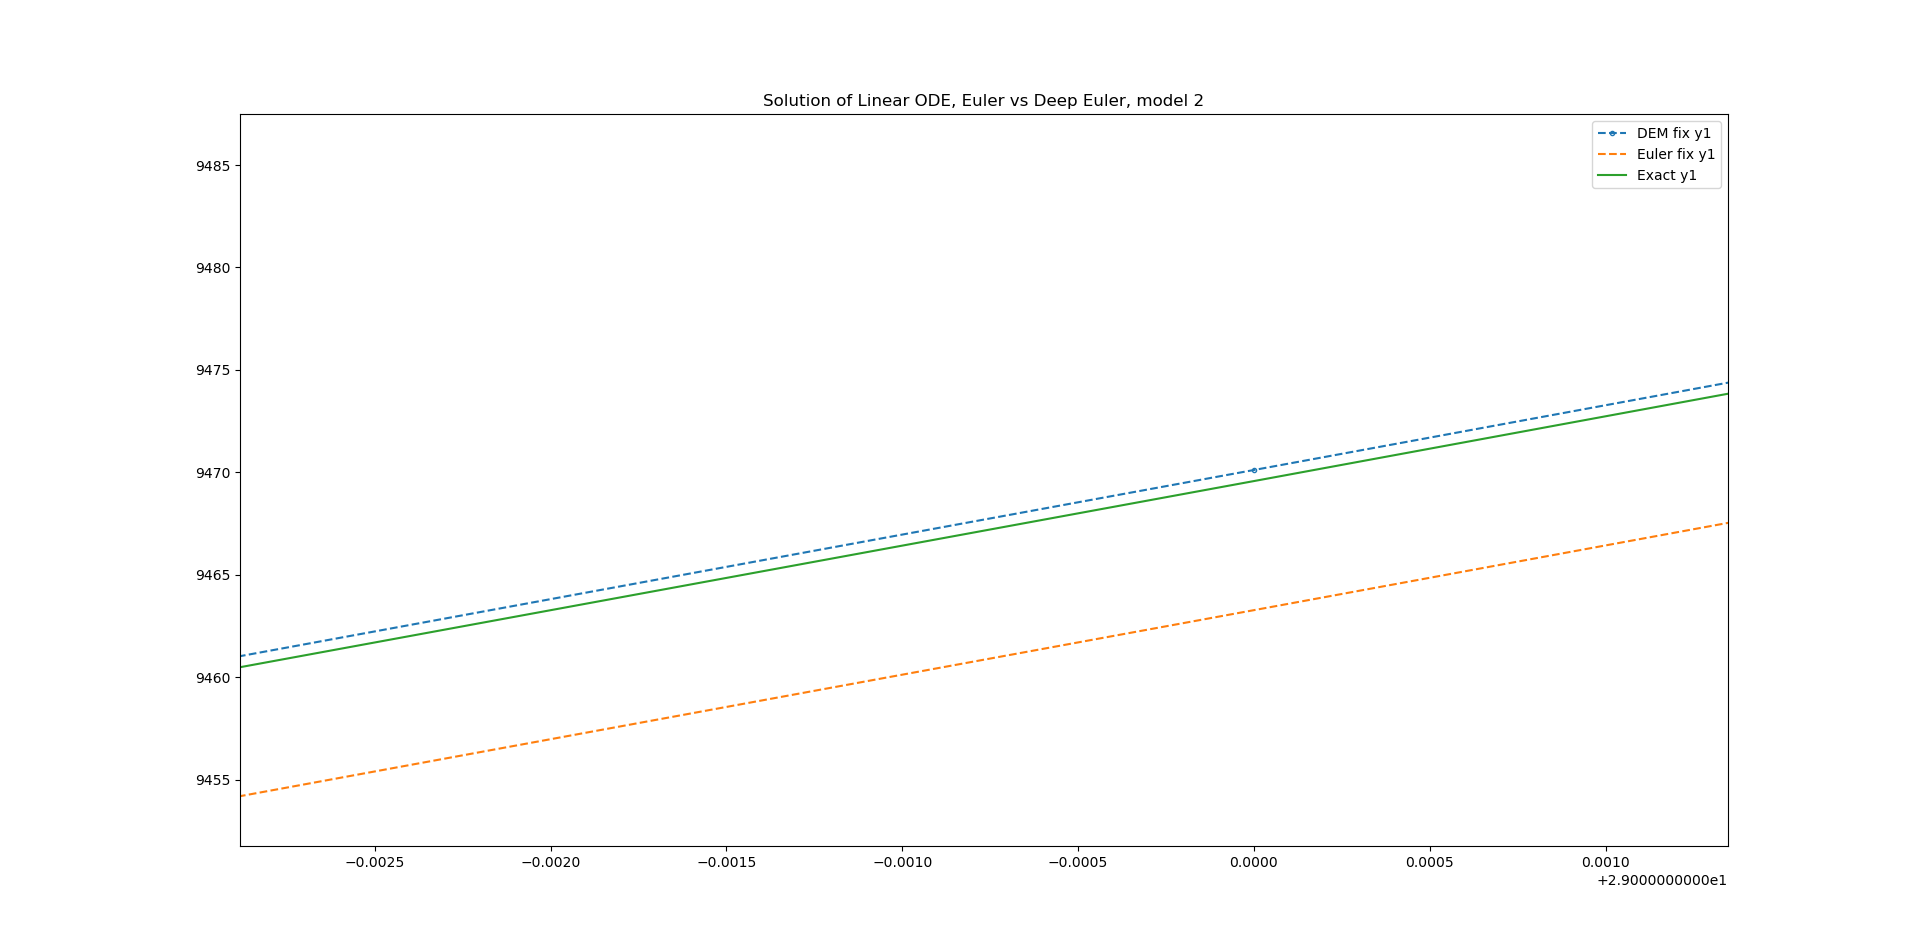 Solution of Linear ODE, Euler vs Deep Euler, model 2
DEM fix y1
Euler fix y1
Exact y1
9485
9480
9475
9470
9465
9460
9455
−0.0025 −0.0020 −0.0015 −0.0010 −0.0005 0.0000 0.0005 0.0010
+2.9000000000e1